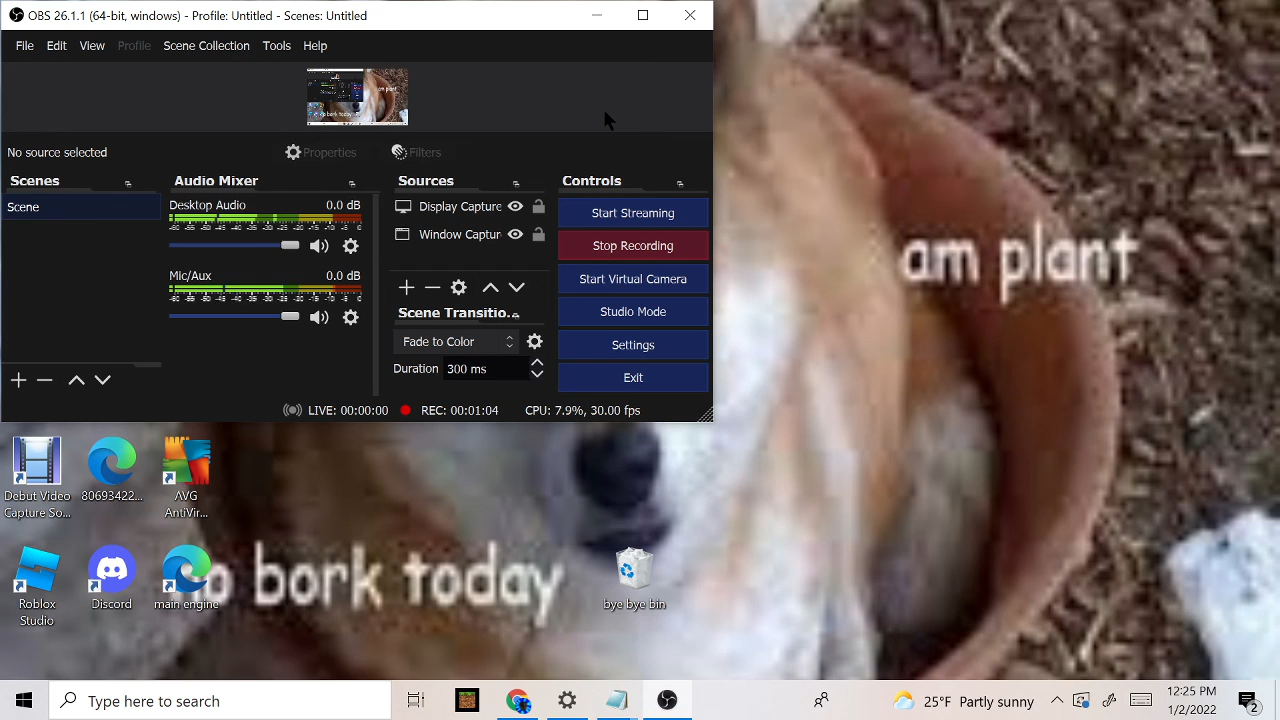 OBS 26.1.1 (64-bit, windows) - Profile: Untitled - Scenes: Untitled
File Edit View Profile Scene Collection Tools Help
No source selected Properties Filters
Scenes Audio Mixer Sources Controls
Scene
Desktop Audio 0.0 dB
Mic/Aux 0.0 dB
Display Capture
Window Captur
Scene Transitio...
Fade to Color
Duration 300 ms
Start Streaming
Stop Recording
Start Virtual Camera
Studio Mode
Settings
Exit
LIVE: 00:00:00 REC: 00:01:04 CPU: 7.9%, 30.00 fps
am plant
bork today
Debut Video Capture So...
80693422...
AVG AntiVir...
Roblox Studio
Discord
main engine
bye bye bin
Type here to search
25°F Partly sunny
12:25 PM
1/2/2022
2